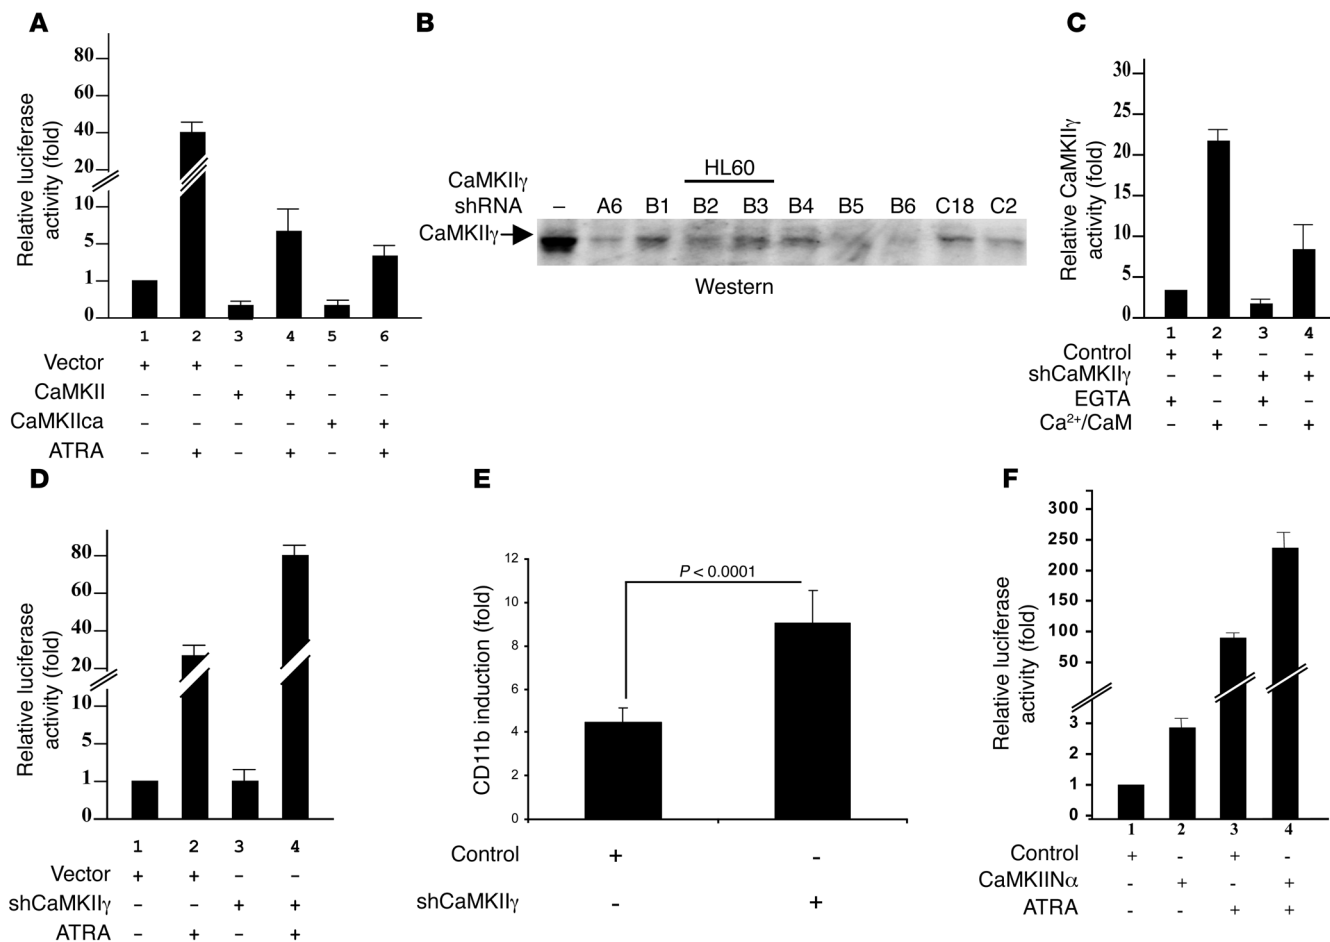 A
Relative luciferase
activity (fold)
80
60
40
20
10
5
1
0
1 2 3 4 5 6
Vector + + – – – –
CaMKII – – + + – –
CaMKIIca – – – – + +
ATRA – + – + – +
B
HL60
CaMKIIγ
shRNA – A6 B1 B2 B3 B4 B5 B6 C18 C2
CaMKIIγ
Western
C
Relative CaMKIIγ
activity (fold)
30
25
20
15
10
5
0
1 2 3 4
Control + + – –
shCaMKIIγ – – + +
EGTA + – + –
Ca²⁺/CaM – + – +
D
Relative luciferase
activity (fold)
80
60
40
20
10
5
1
0
1 2 3 4
Vector + + – –
shCaMKIIγ – – + +
ATRA – + – +
E
CD11b induction (fold)
12
10
8
6
4
2
0
P < 0.0001
Control + -
shCaMKIIγ - +
F
Relative luciferase
activity (fold)
300
250
200
150
100
50
3
2
1
0
1 2 3 4
Control + - + -
CaMKIINα - + - +
ATRA - - + +